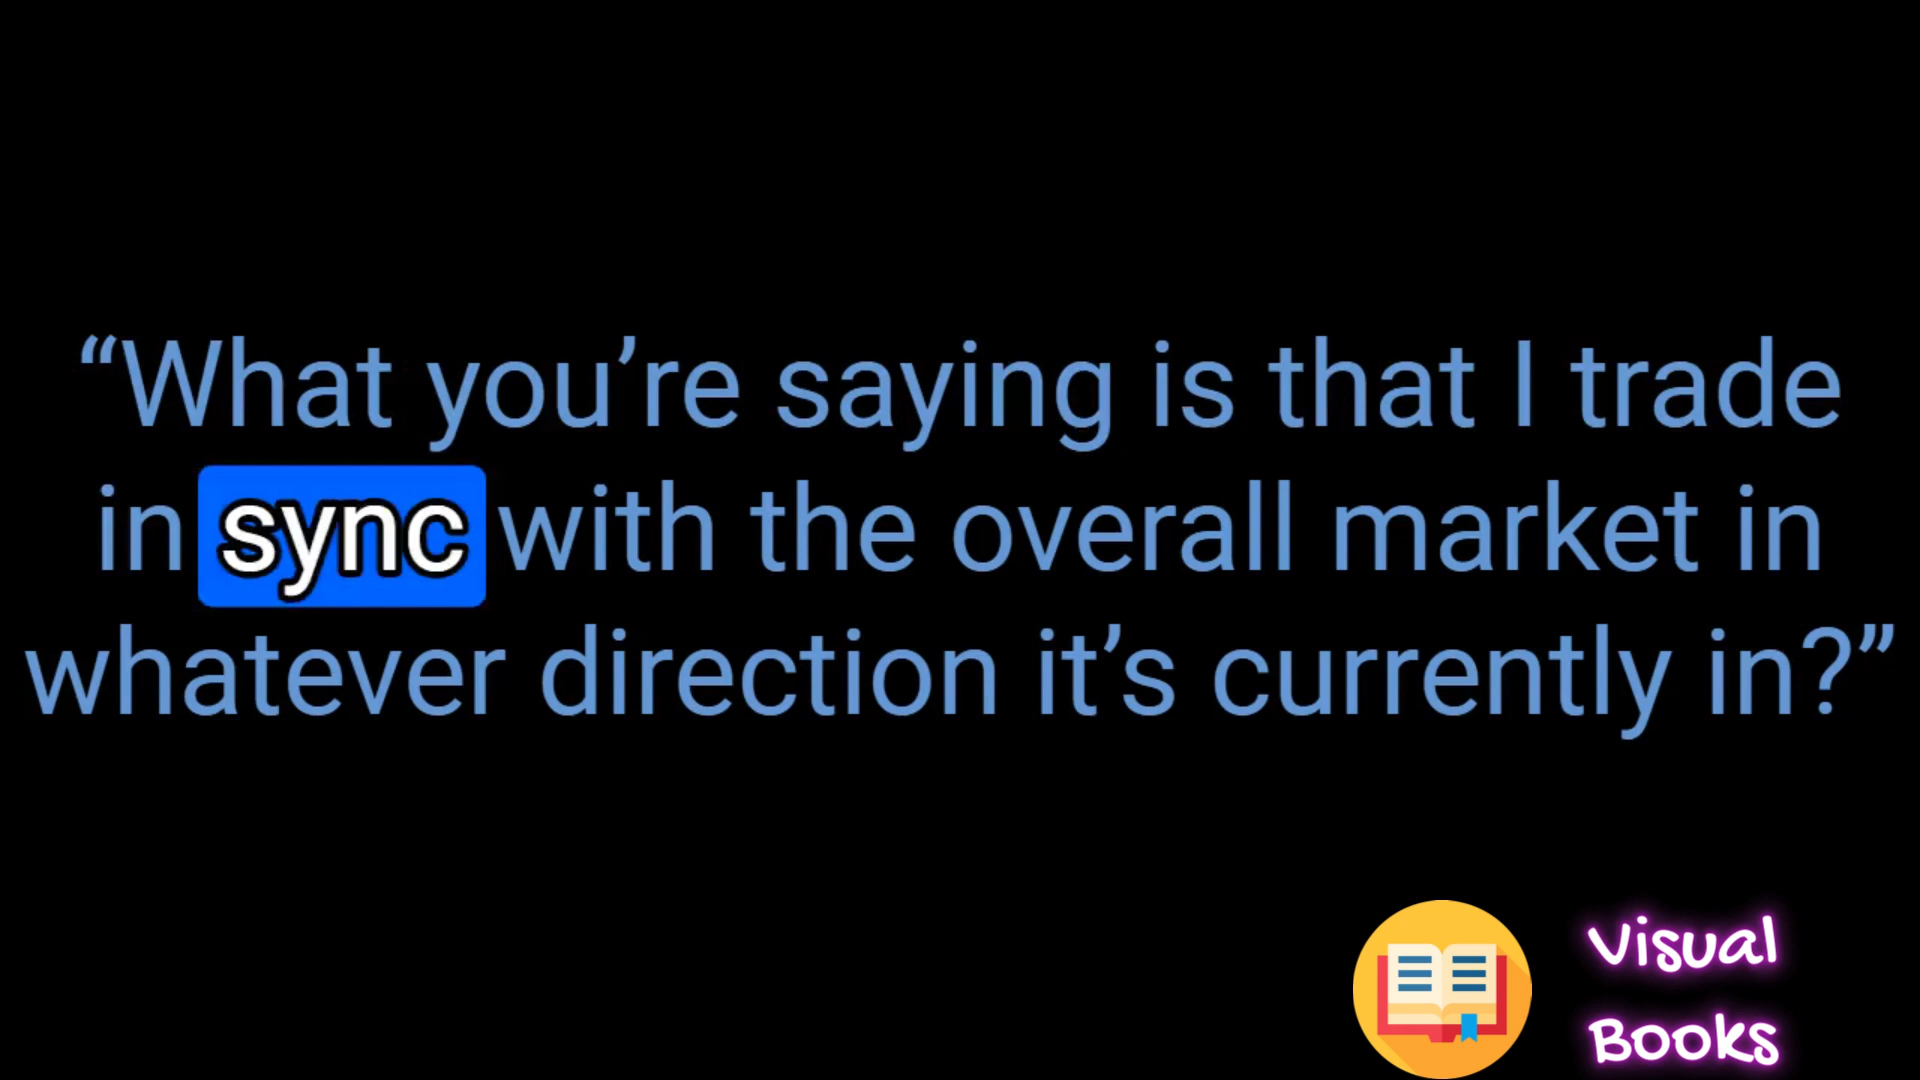 “What you’re saying is that I trade
in sync with the overall market in
whatever direction it’s currently in?”
Visual
Books